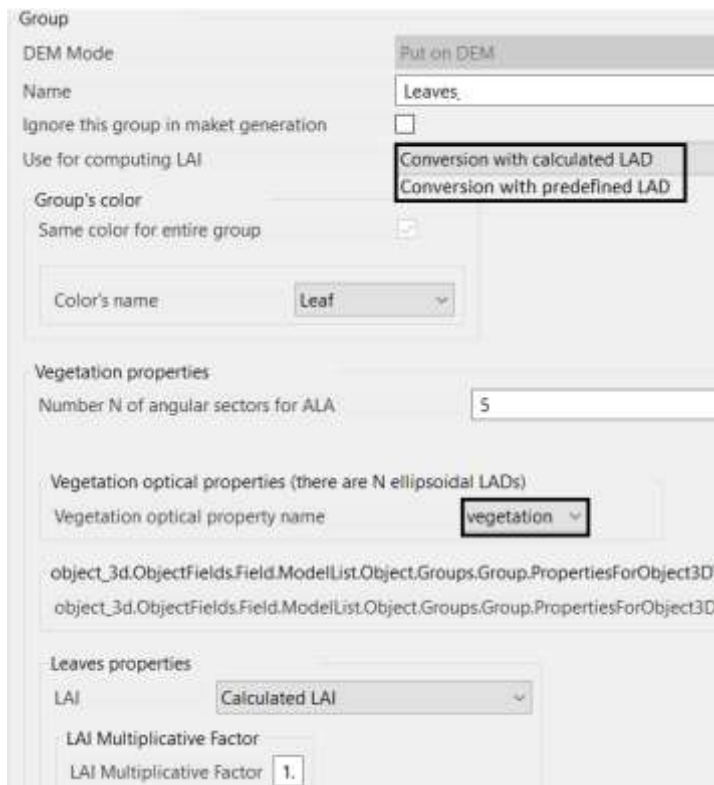 Group
DEM Mode Put on DEM
Name Leaves
Ignore this group in maket generation
Use for computing LAI Conversion with calculated LAD
Conversion with predefined LAD
Group's color
Same color for entire group
Color's name Leaf
Vegetation properties
Number N of angular sectors for ALA 5
Vegetation optical properties (there are N ellipsoidal LADs)
Vegetation optical property name vegetation
object_3d.ObjectFields.Field.ModelList.Object.Groups.Group.PropertiesForObject3D
object_3d.ObjectFields.Field.ModelList.Object.Groups.Group.PropertiesForObject3D
Leaves properties
LAI Calculated LAI
LAI Multiplicative Factor
LAI Multiplicative Factor 1.